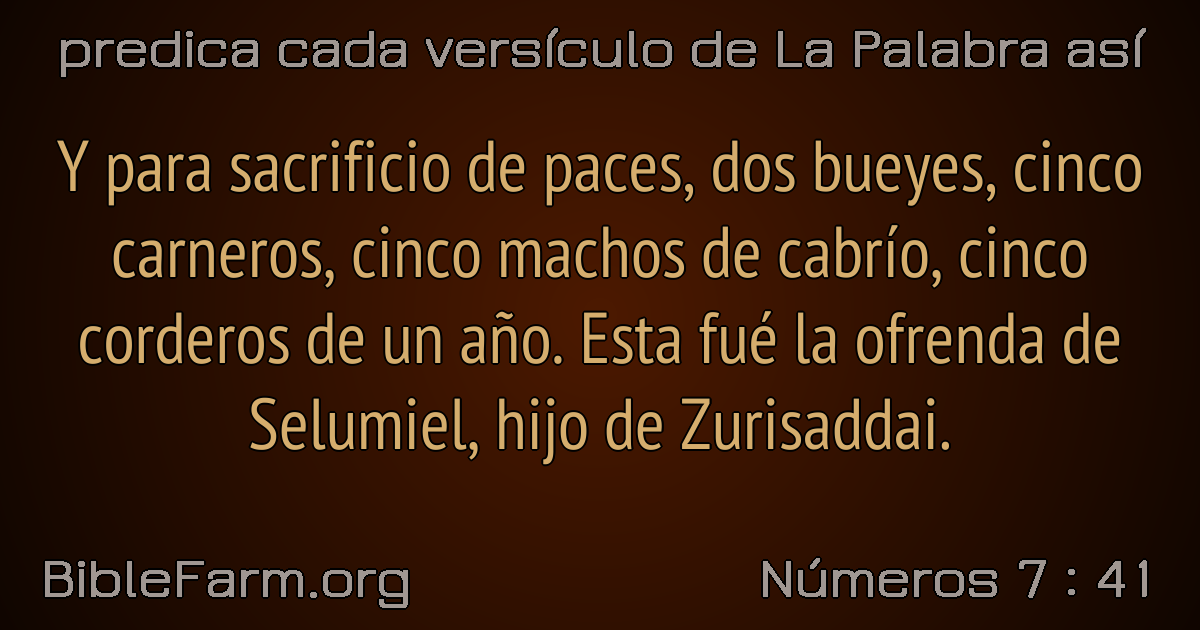 predica cada versículo de La Palabra así
Y para sacrificio de paces, dos bueyes, cinco
carneros, cinco machos de cabrío, cinco
corderos de un año. Esta fué la ofrenda de
Selumiel, hijo de Zurisaddai.
BibleFarm.org
Números 7 : 41